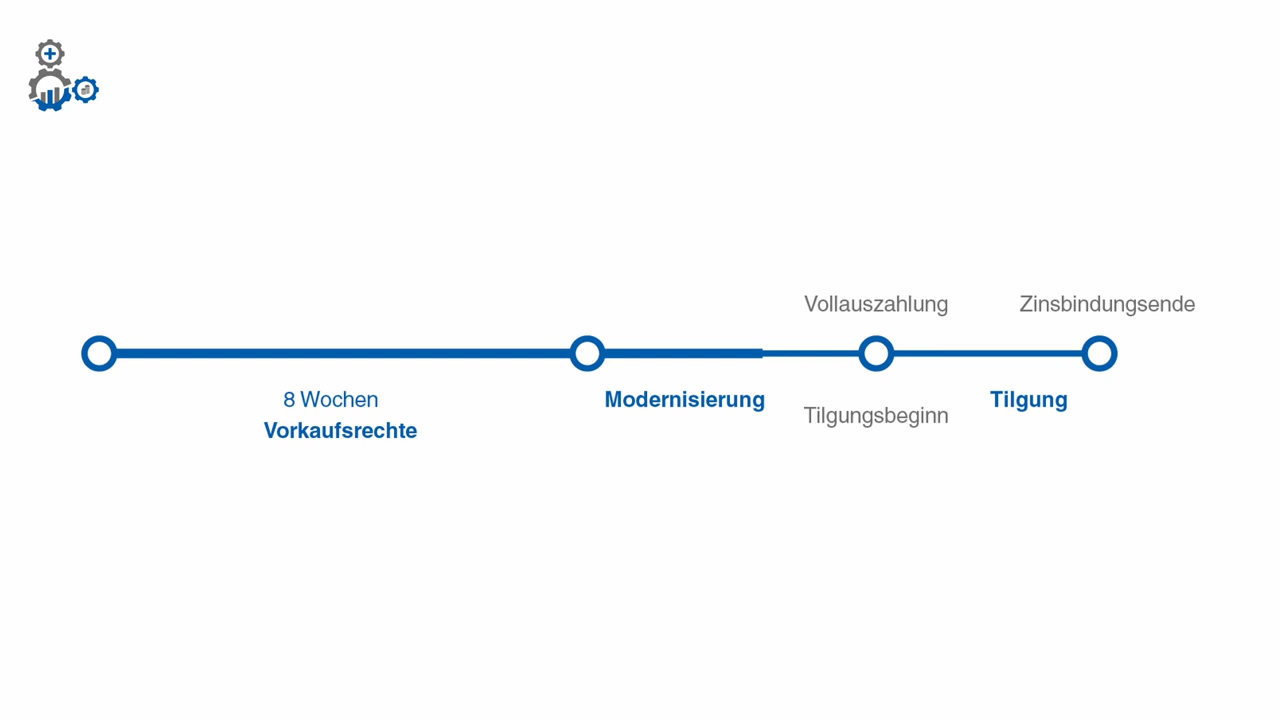 Vollauszahlung
Zinsbindungsende
8 Wochen
Vorkaufsrechte
Modernisierung
Tilgungsbeginn
Tilgung